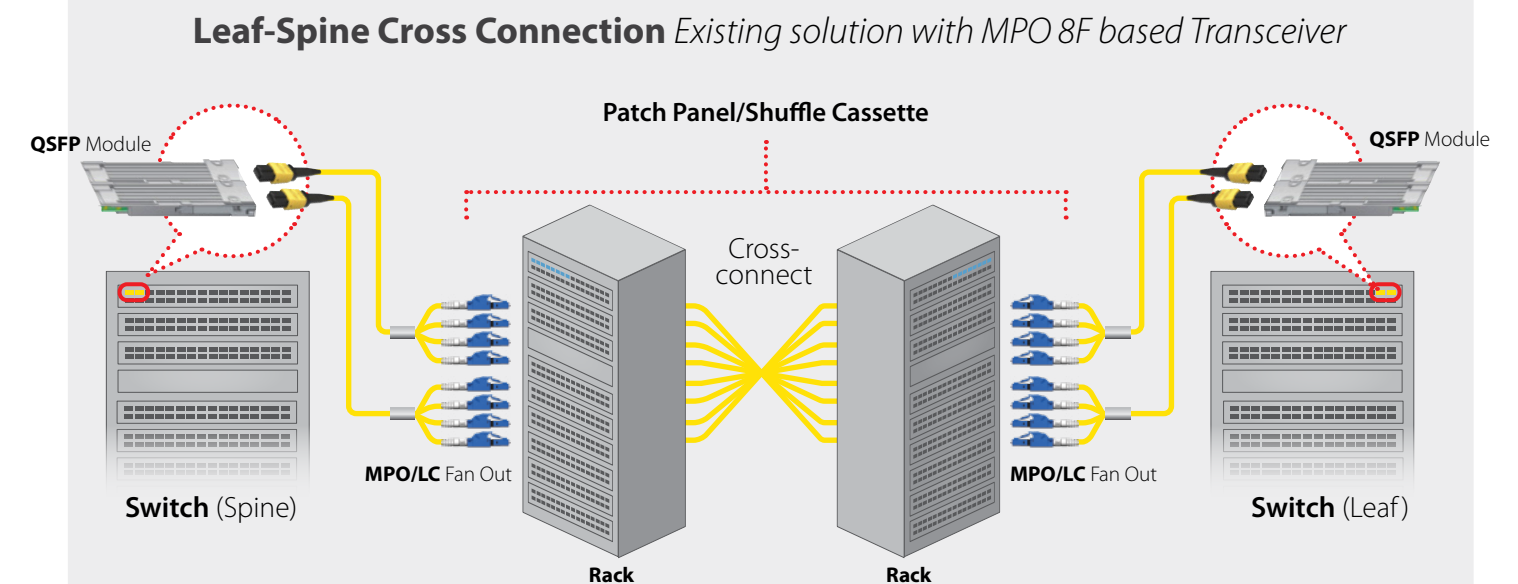 Leaf-Spine Cross Connection Existing solution with MPO 8F based Transceiver
Patch Panel/Shuffle Cassette
QSFP Module
QSFP Module
Cross-
connect
MPO/LC Fan Out
MPO/LC Fan Out
Switch (Spine)
Switch (Leaf)
Rack
Rack